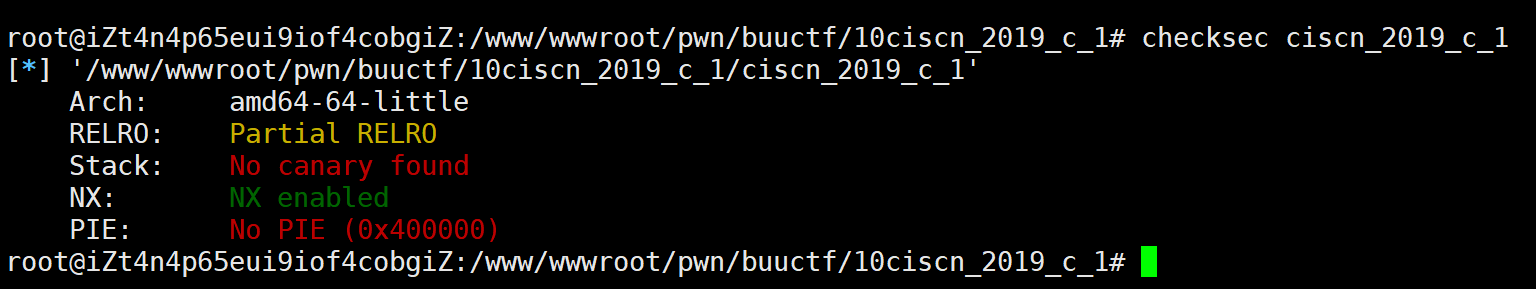 root@iZt4n4p65eui9iof4cobgiZ:/www/wwwroot/pwn/buuctf/10ciscn_2019_c_1# checksec ciscn_2019_c_1
[*] '/www/wwwroot/pwn/buuctf/10ciscn_2019_c_1/ciscn_2019_c_1'
    Arch:     amd64-64-little
    RELRO:    Partial RELRO
    Stack:    No canary found
    NX:       NX enabled
    PIE:      No PIE (0x400000)
root@iZt4n4p65eui9iof4cobgiZ:/www/wwwroot/pwn/buuctf/10ciscn_2019_c_1#